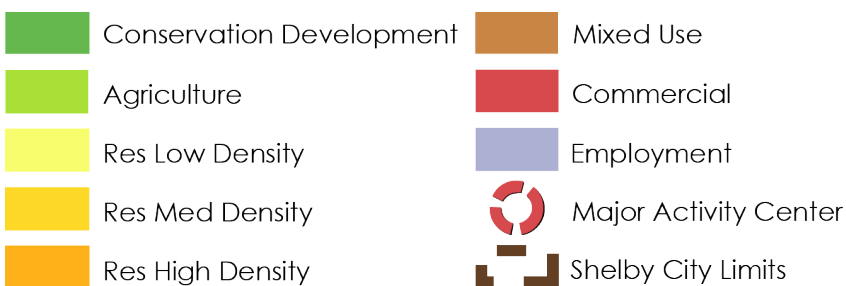 Conservation Development
Agriculture
Res Low Density
Res Med Density
Res High Density
Mixed Use
Commercial
Employment
Major Activity Center
Shelby City Limits